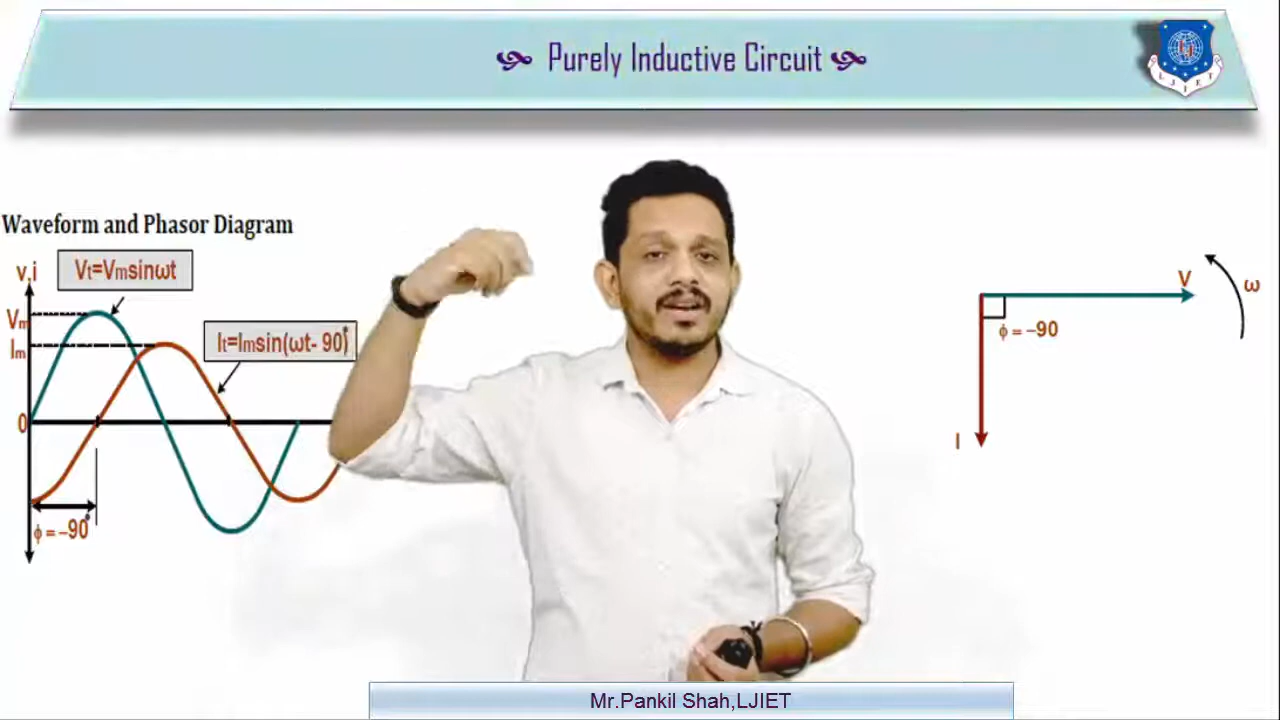 Purely Inductive Circuit
LJIET
Waveform and Phasor Diagram
v,i
Vt=Vmsinωt
Vm
Im
It=Imsin(ωt- 90°)
0
ϕ = −90°
V
ω
ϕ = −90
I
Mr.Pankil Shah,LJIET